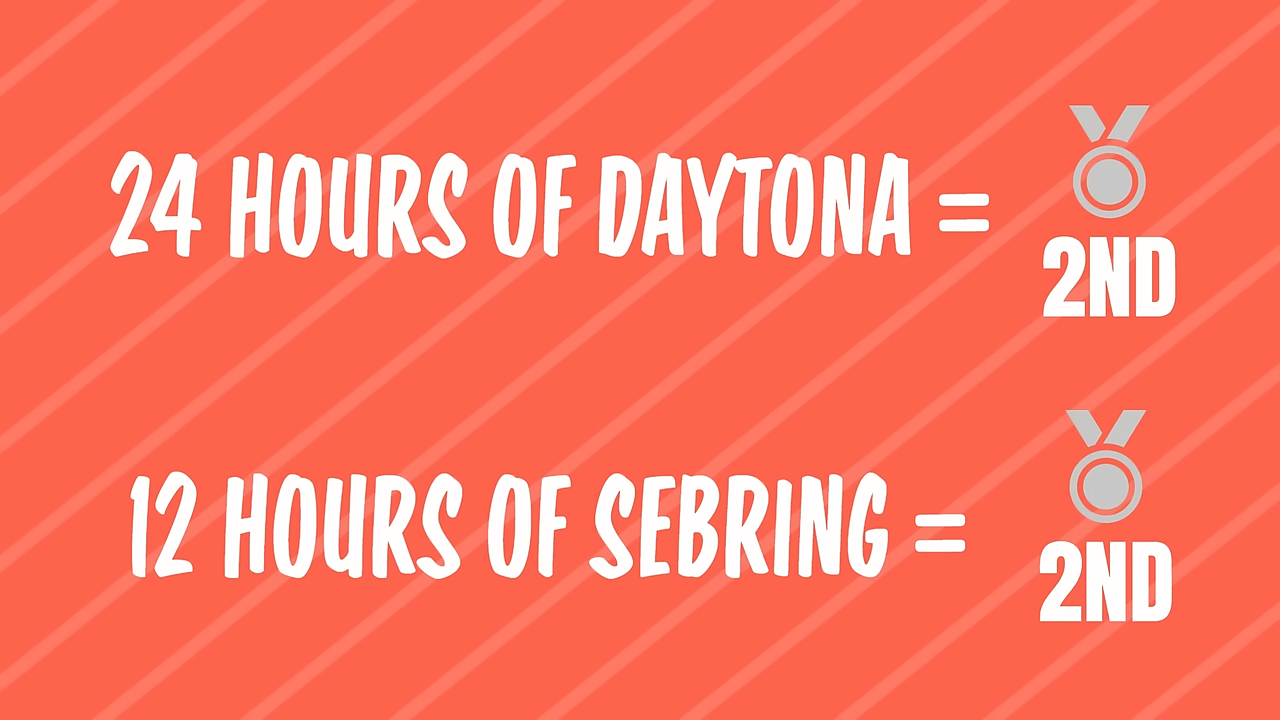 24 HOURS OF DAYTONA =
2ND
12 HOURS OF SEBRING =
2ND